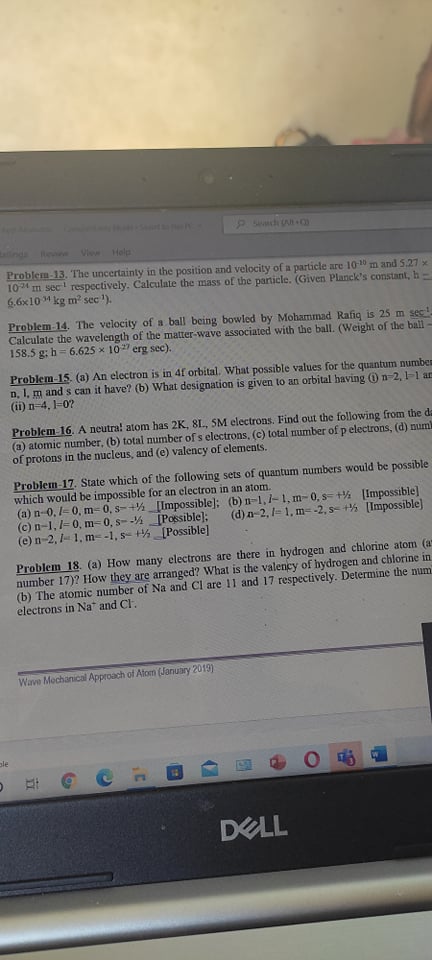 Search (Alt+Q)
Review View Help
Problem-13. The uncertainty in the position and velocity of a particle are 10⁻¹⁰ m and 5.27 ×
10⁻²⁴ m sec⁻¹ respectively. Calculate the mass of the particle. (Given Planck's constant, h =
6.6×10⁻³⁴ kg m² sec⁻¹).
Problem-14. The velocity of a ball being bowled by Mohammad Rafiq is 25 m sec⁻¹.
Calculate the wavelength of the matter-wave associated with the ball. (Weight of the ball =
158.5 g; h = 6.625 × 10⁻²⁷ erg sec).
Problem-15. (a) An electron is in 4f orbital. What possible values for the quantum number
n, l, m and s can it have? (b) What designation is given to an orbital having (i) n=2, l=1 an
(ii) n=4, l=0?
Problem-16. A neutral atom has 2K, 8L, 5M electrons. Find out the following from the da
(a) atomic number, (b) total number of s electrons, (c) total number of p electrons, (d) numb
of protons in the nucleus, and (e) valency of elements.
Problem-17. State which of the following sets of quantum numbers would be possible
which would be impossible for an electron in an atom.
(a) n=0, l= 0, m= 0, s= +½ [Impossible]; (b) n=1, l= 1, m= 0, s= +½ [Impossible]
(c) n=1, l= 0, m= 0, s= -½ [Possible]; (d) n=2, l= 1, m= -2, s= +½ [Impossible]
(e) n=2, l= 1, m= -1, s= +½ [Possible]
Problem 18. (a) How many electrons are there in hydrogen and chlorine atom (a
number 17)? How they are arranged? What is the valency of hydrogen and chlorine in
(b) The atomic number of Na and Cl are 11 and 17 respectively. Determine the num
electrons in Na⁺ and Cl⁻.
Wave Mechanical Approach of Atom (January 2019)
DELL